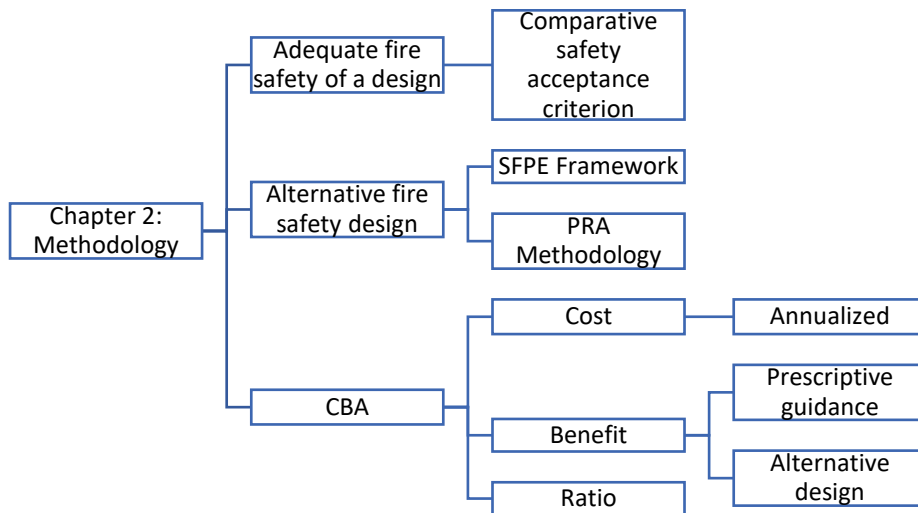 Chapter 2:
Methodology
Adequate fire
safety of a design
Comparative
safety
acceptance
criterion
Alternative fire
safety design
SFPE Framework
PRA
Methodology
CBA
Cost
Annualized
Benefit
Prescriptive
guidance
Alternative
design
Ratio